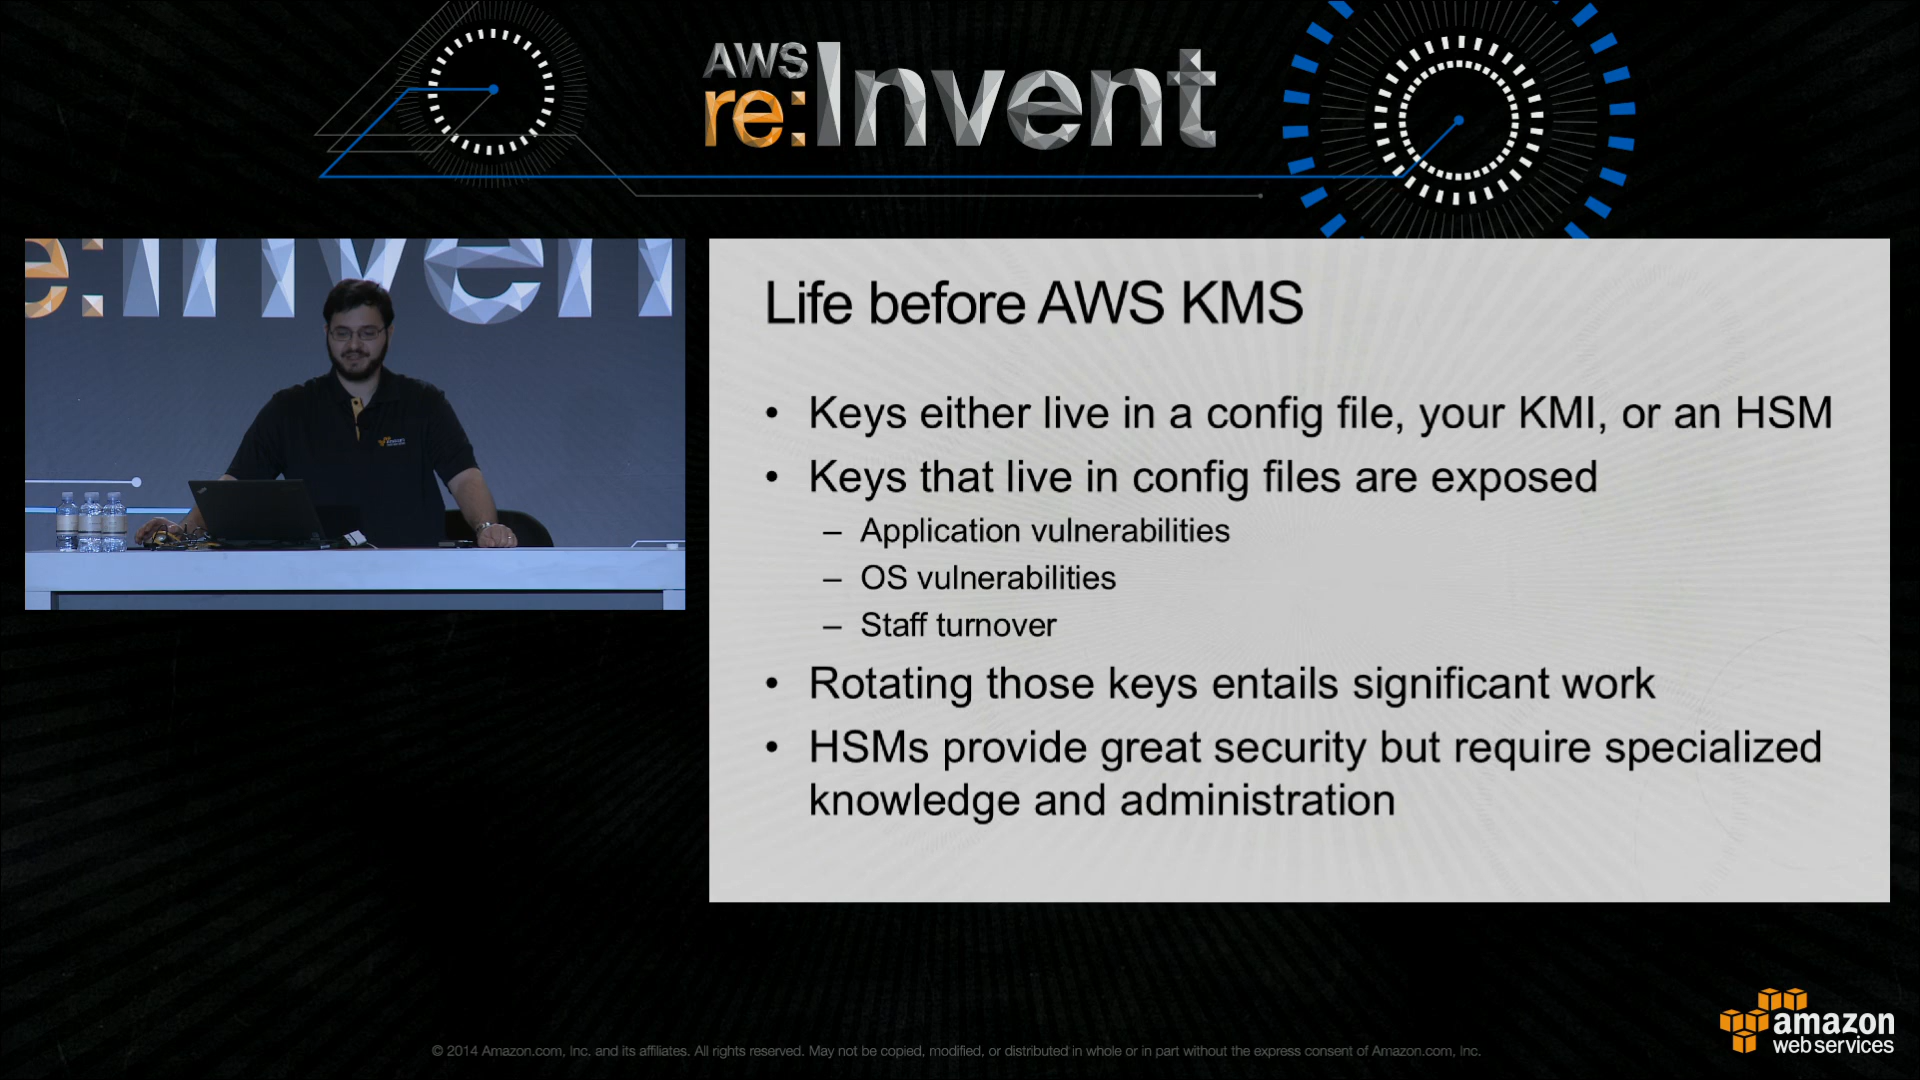 AWS
re:Invent
e:Inven
Life before AWS KMS
• Keys either live in a config file, your KMI, or an HSM
• Keys that live in config files are exposed
– Application vulnerabilities
– OS vulnerabilities
– Staff turnover
• Rotating those keys entails significant work
• HSMs provide great security but require specialized
knowledge and administration
amazon
web services
© 2014 Amazon.com, Inc. and its affiliates. All rights reserved. May not be copied, modified, or distributed in whole or in part without the express consent of Amazon.com, Inc.